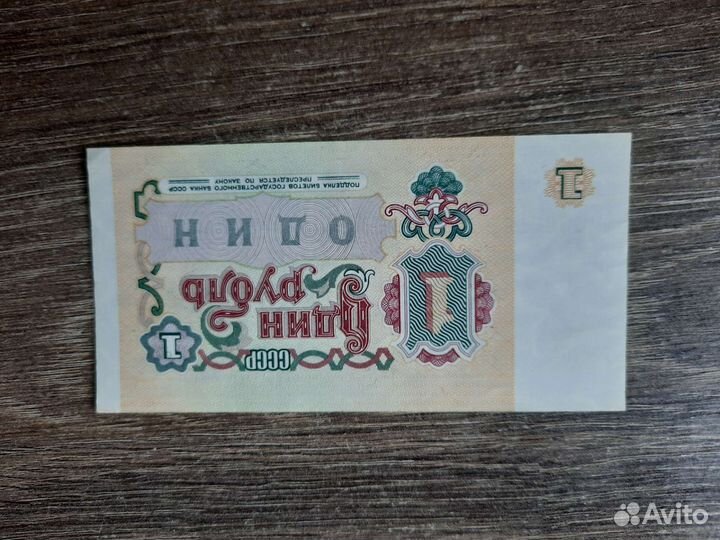 СССР
1
Один
рубль
1
ОДИН
ПОДДЕЛКА БИЛЕТОВ ГОСУДАРСТВЕННОГО БАНКА СССР
ПРЕСЛЕДУЕТСЯ ПО ЗАКОНУ
1
Avito